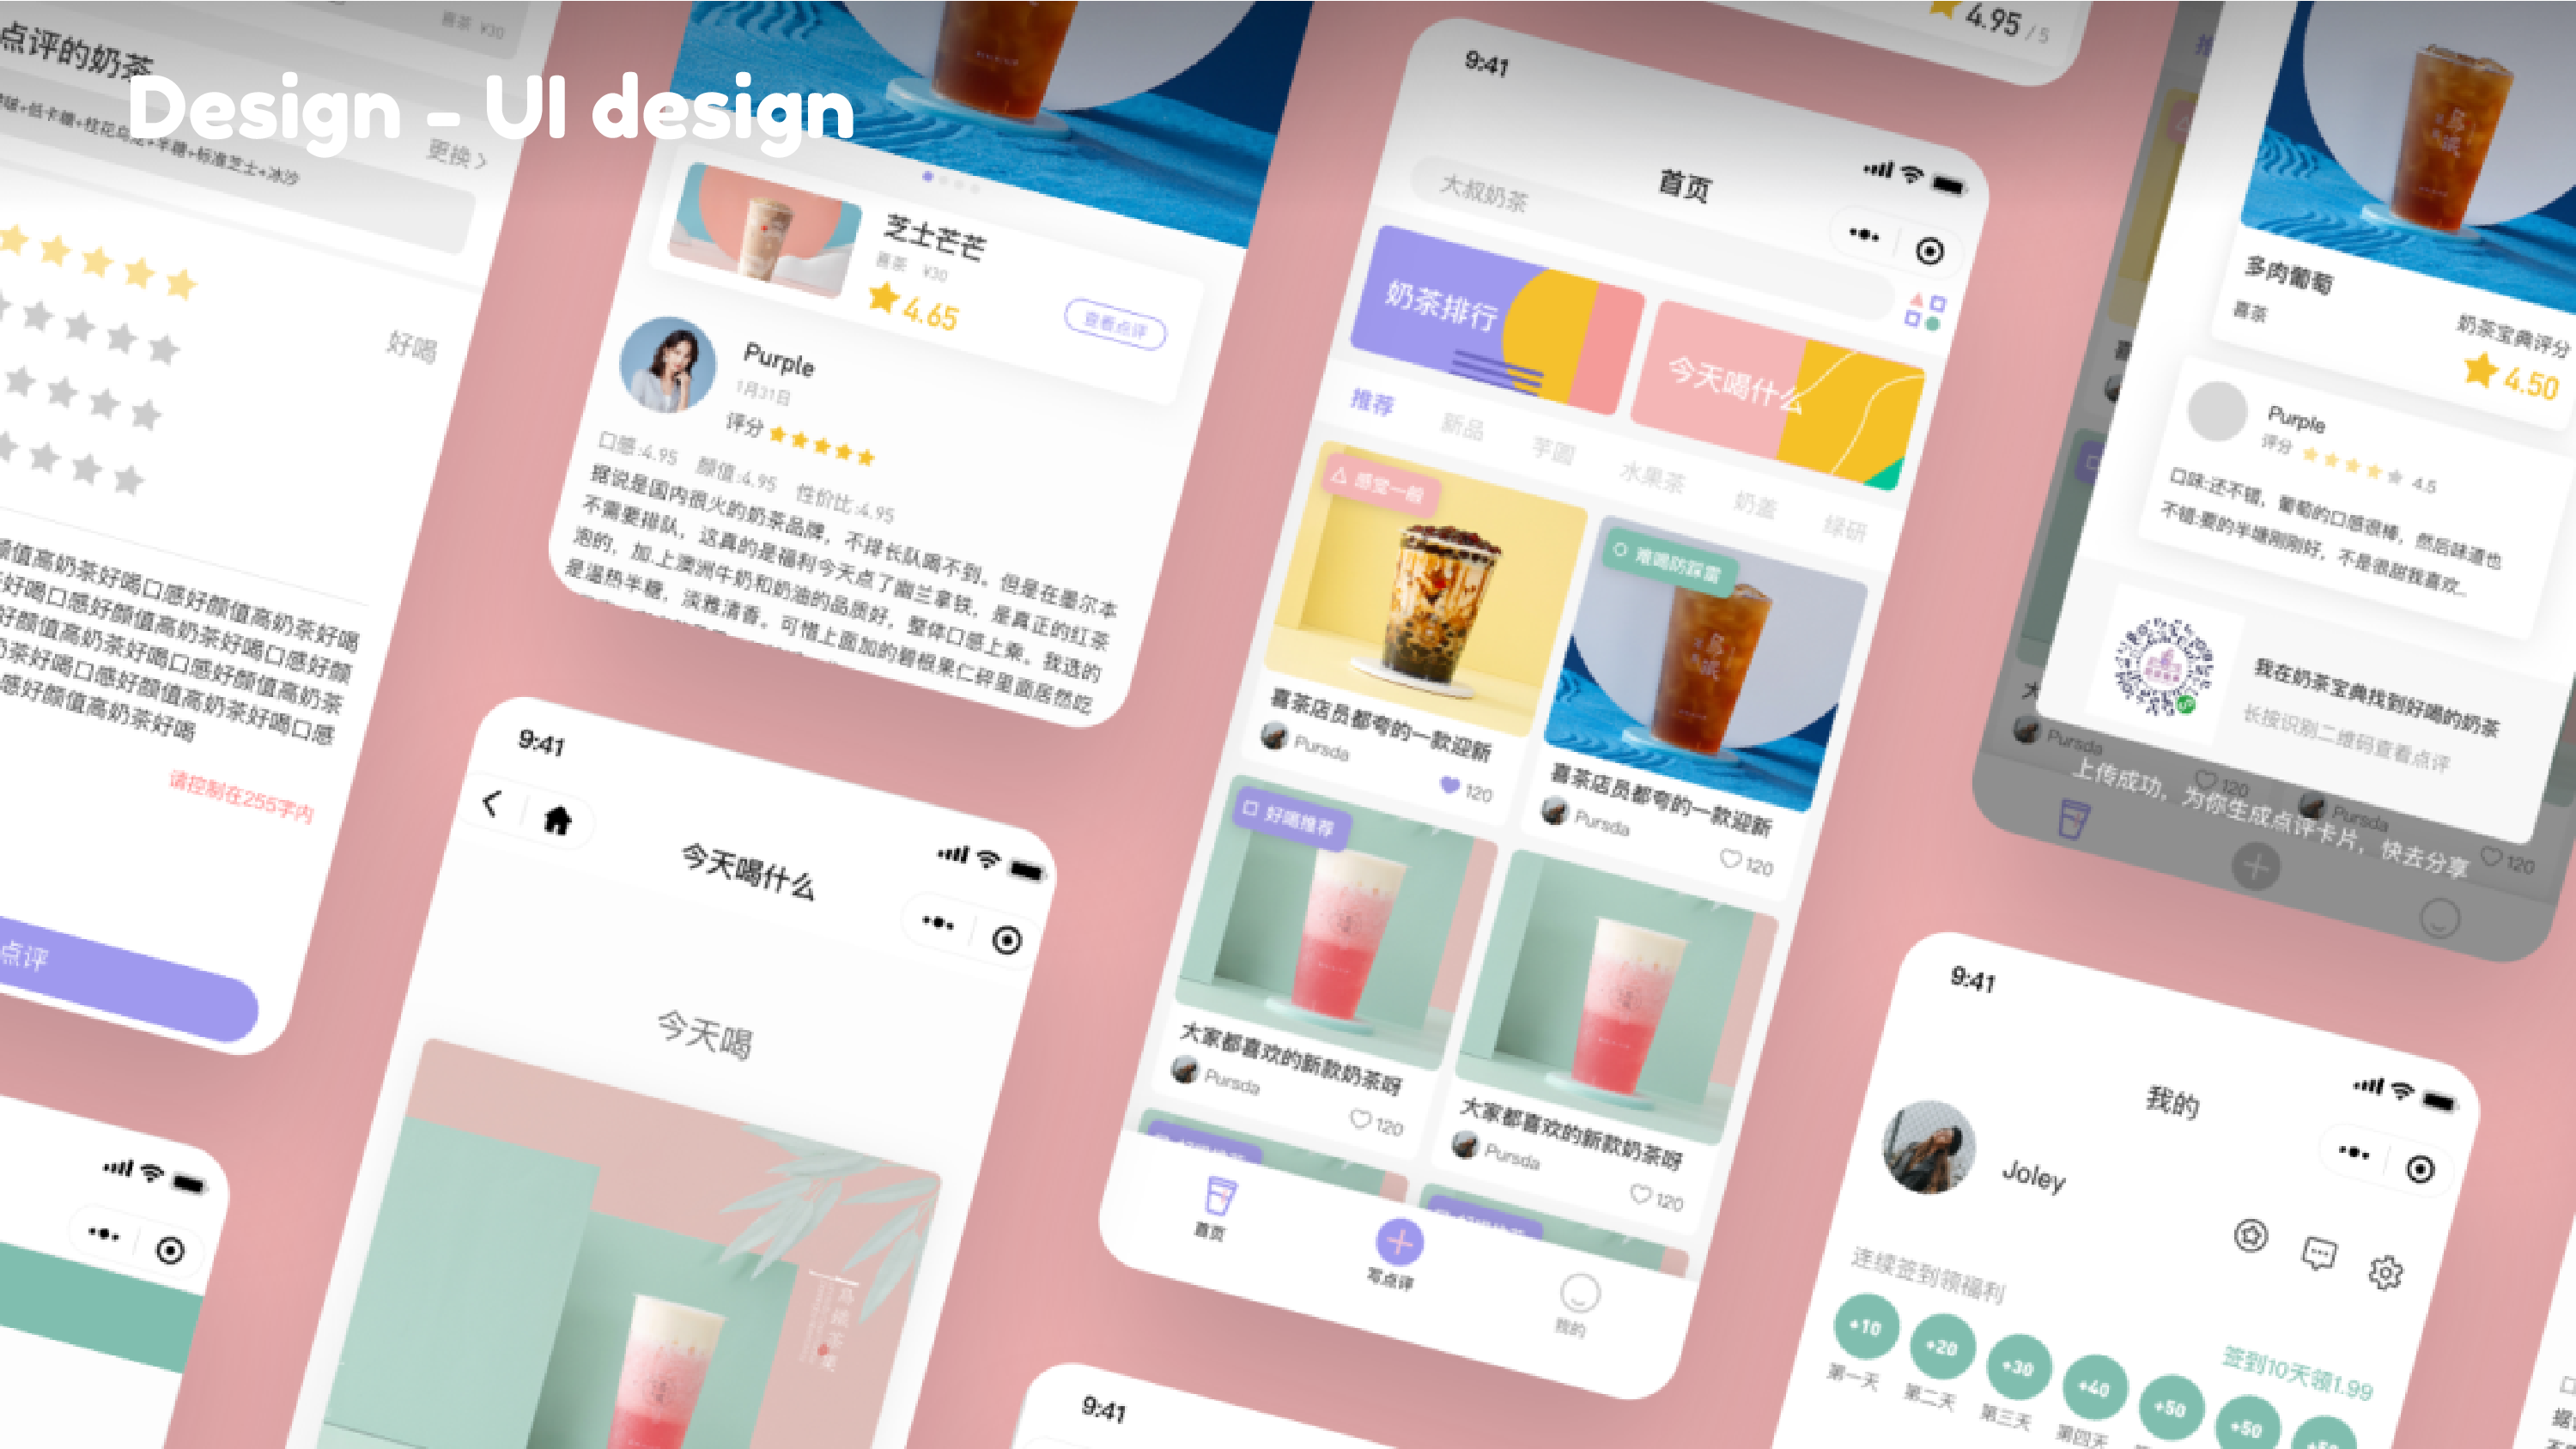 Design - UI design
喜茶 ¥30
点评的奶茶
更换 >
+低卡糖+桂花乌龙+半糖+标准芝士+冰沙
好喝
颜值高奶茶好喝口感好颜值高奶茶好喝
好喝口感好颜值高奶茶好喝口感好颜
好颜值高奶茶好喝口感好颜值高奶茶
奶茶好喝口感好颜值高奶茶好喝口感
感好颜值高奶茶好喝
请控制在255字内
点评
芝士芒芒
喜茶 ¥30
4.65
查看点评
Purple
1月31日
评分
口感:4.95 颜值:4.95 性价比:4.95
据说是国内很火的奶茶品牌，不排长队喝不到。但是在墨尔本
不需要排队，这真的是福利今天点了幽兰拿铁，是真正的红茶
泡的，加.上澳洲牛奶和奶油的品质好，整体口感上乘。我选的
是温热半糖，淡雅清香。可惜上面加的碧根果仁碎里面居然吃
9:41
今天喝什么
今天喝
9:41
9:41
首页
大叔奶茶
奶茶排行
今天喝什么
推荐 新品 芋圆 水果茶 奶盖 绿研
感觉一般
难喝防踩雷
喜茶店员都夸的一款迎新
Pursda
120
喜茶店员都夸的一款迎新
Pursda
120
好喝推荐
大家都喜欢的新款奶茶呀
Pursda
120
大家都喜欢的新款奶茶呀
Pursda
120
首页
写点评
我的
4.95 / 5
多肉葡萄
喜茶
奶茶宝典评分
4.50
Purple
评分
4.5
口味:还不错，葡萄的口感很棒，然后味道也
不错:要的半塘刚刚好，不是很甜我喜欢...
我在奶茶宝典找到好喝的奶茶
长按识别二维码查看点评
Pursda
120
Pursda
120
上传成功，为你生成点评卡片，快去分享
9:41
我的
Joley
连续签到领福利
签到10天领1.99
+10 +20 +30 +40 +50 +50
第一天 第二天 第三天 第四天